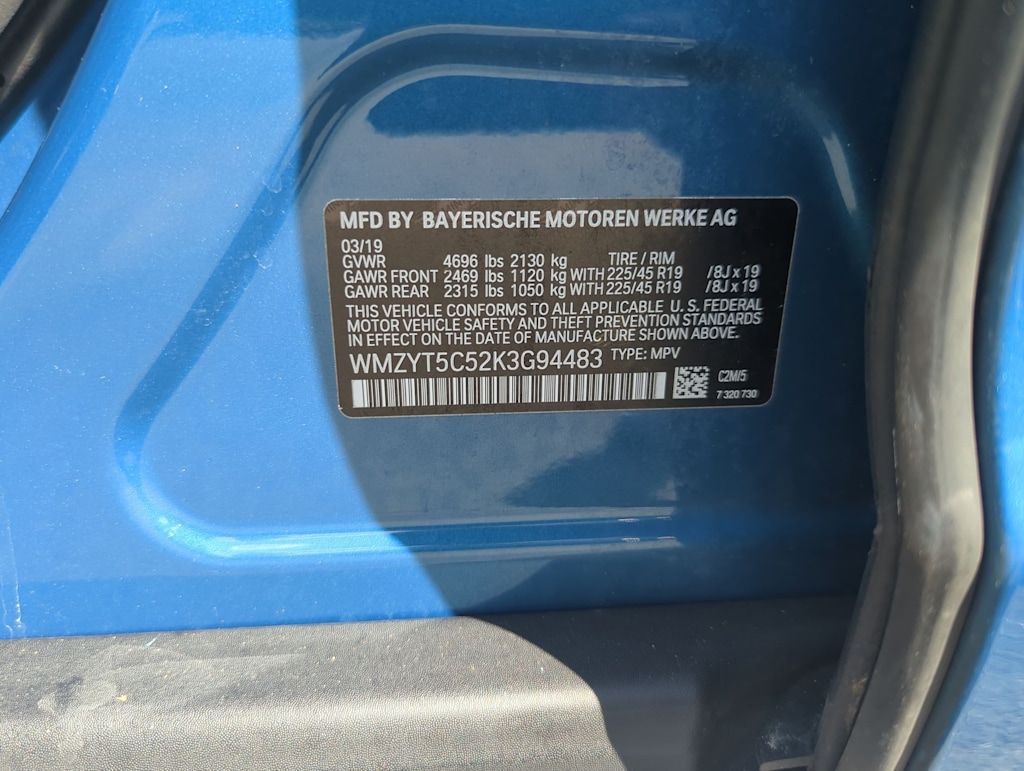 MFD BY BAYERISCHE MOTOREN WERKE AG
03/19
GVWR 4696 lbs 2130 kg TIRE / RIM
GAWR FRONT 2469 lbs 1120 kg WITH 225/45 R19 /8J x 19
GAWR REAR 2315 lbs 1050 kg WITH 225/45 R19 /8J x 19
THIS VEHICLE CONFORMS TO ALL APPLICABLE U. S. FEDERAL
MOTOR VEHICLE SAFETY AND THEFT PREVENTION STANDARDS
IN EFFECT ON THE DATE OF MANUFACTURE SHOWN ABOVE.
WMZYT5C52K3G94483 TYPE: MPV
C2M/5
7 320 730